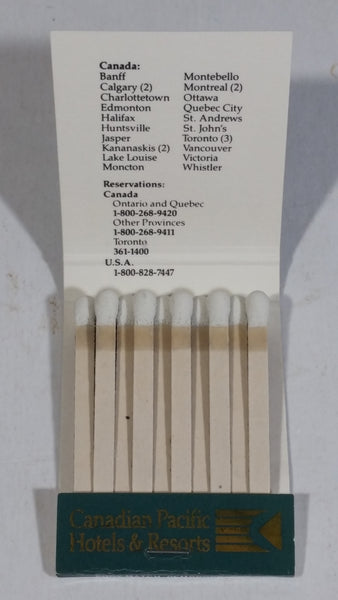 Canada:
Banff Montebello
Calgary (2) Montreal (2)
Charlottetown Ottawa
Edmonton Quebec City
Halifax St. Andrews
Huntsville St. John's
Jasper Toronto (3)
Kananaskis (2) Vancouver
Lake Louise Victoria
Moncton Whistler
Reservations:
Canada
Ontario and Quebec
1-800-268-9420
Other Provinces
1-800-268-9411
Toronto
361-1400
U.S.A.
1-800-828-7447
Canadian Pacific
Hotels & Resorts